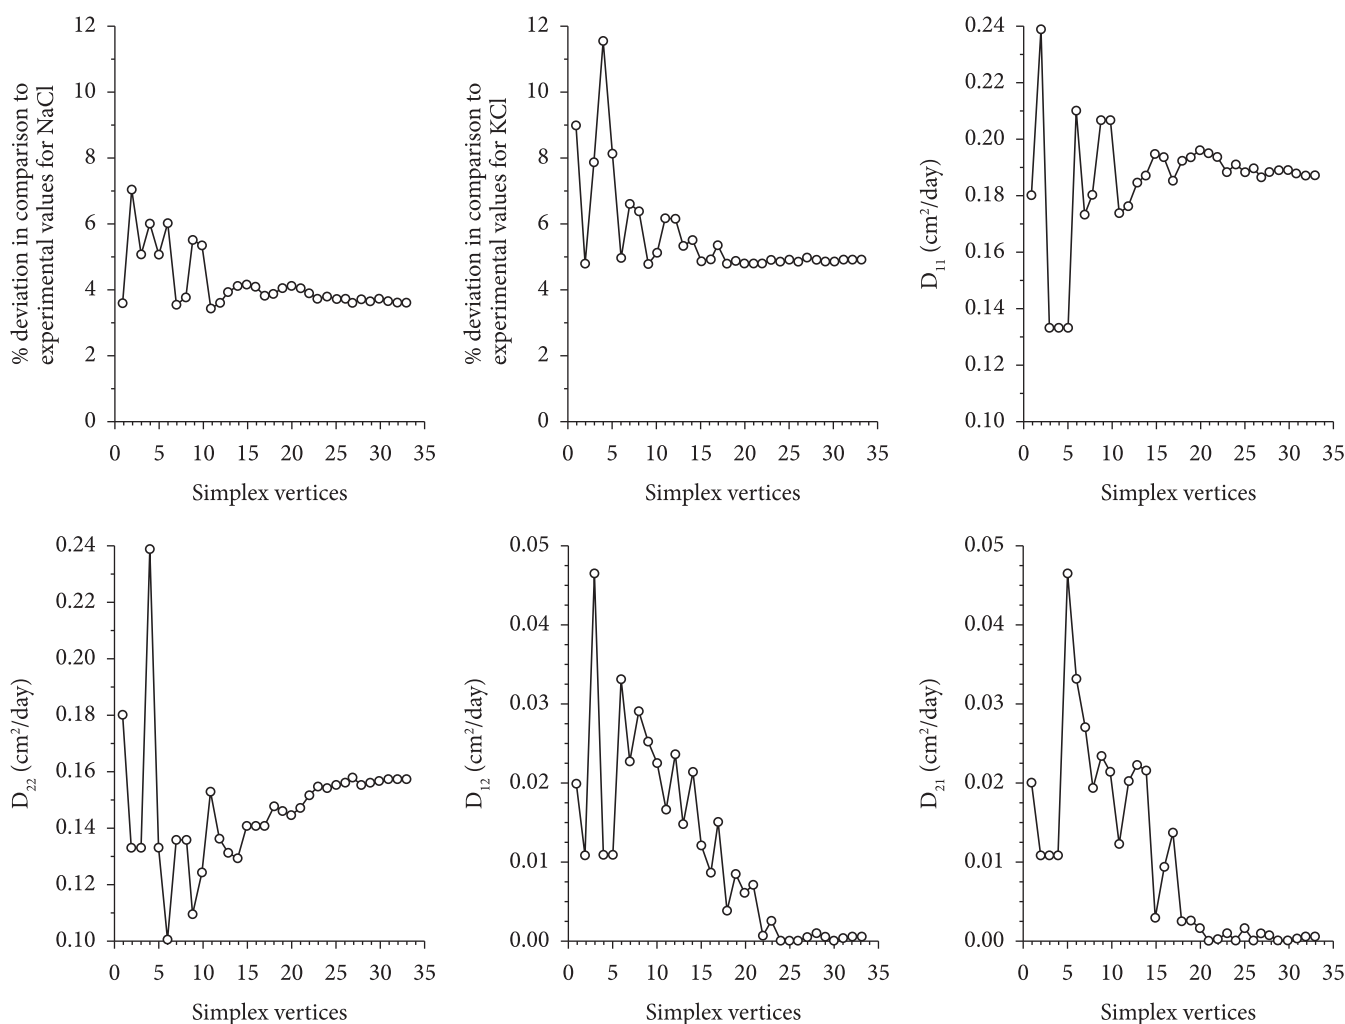 % deviation in comparison to
experimental values for NaCl
12
10
8
6
4
2
0
0 5 10 15 20 25 30 35
Simplex vertices
% deviation in comparison to
experimental values for KCl
12
10
8
6
4
2
0
0 5 10 15 20 25 30 35
Simplex vertices
D₁₁ (cm²/day)
0.24
0.22
0.20
0.18
0.16
0.14
0.12
0.10
0 5 10 15 20 25 30 35
Simplex vertices
D₂₂ (cm²/day)
0.24
0.22
0.20
0.18
0.16
0.14
0.12
0.10
0 5 10 15 20 25 30 35
Simplex vertices
D₁₂ (cm²/day)
0.05
0.04
0.03
0.02
0.01
0.00
0 5 10 15 20 25 30 35
Simplex vertices
D₂₁ (cm²/day)
0.05
0.04
0.03
0.02
0.01
0.00
0 5 10 15 20 25 30 35
Simplex vertices